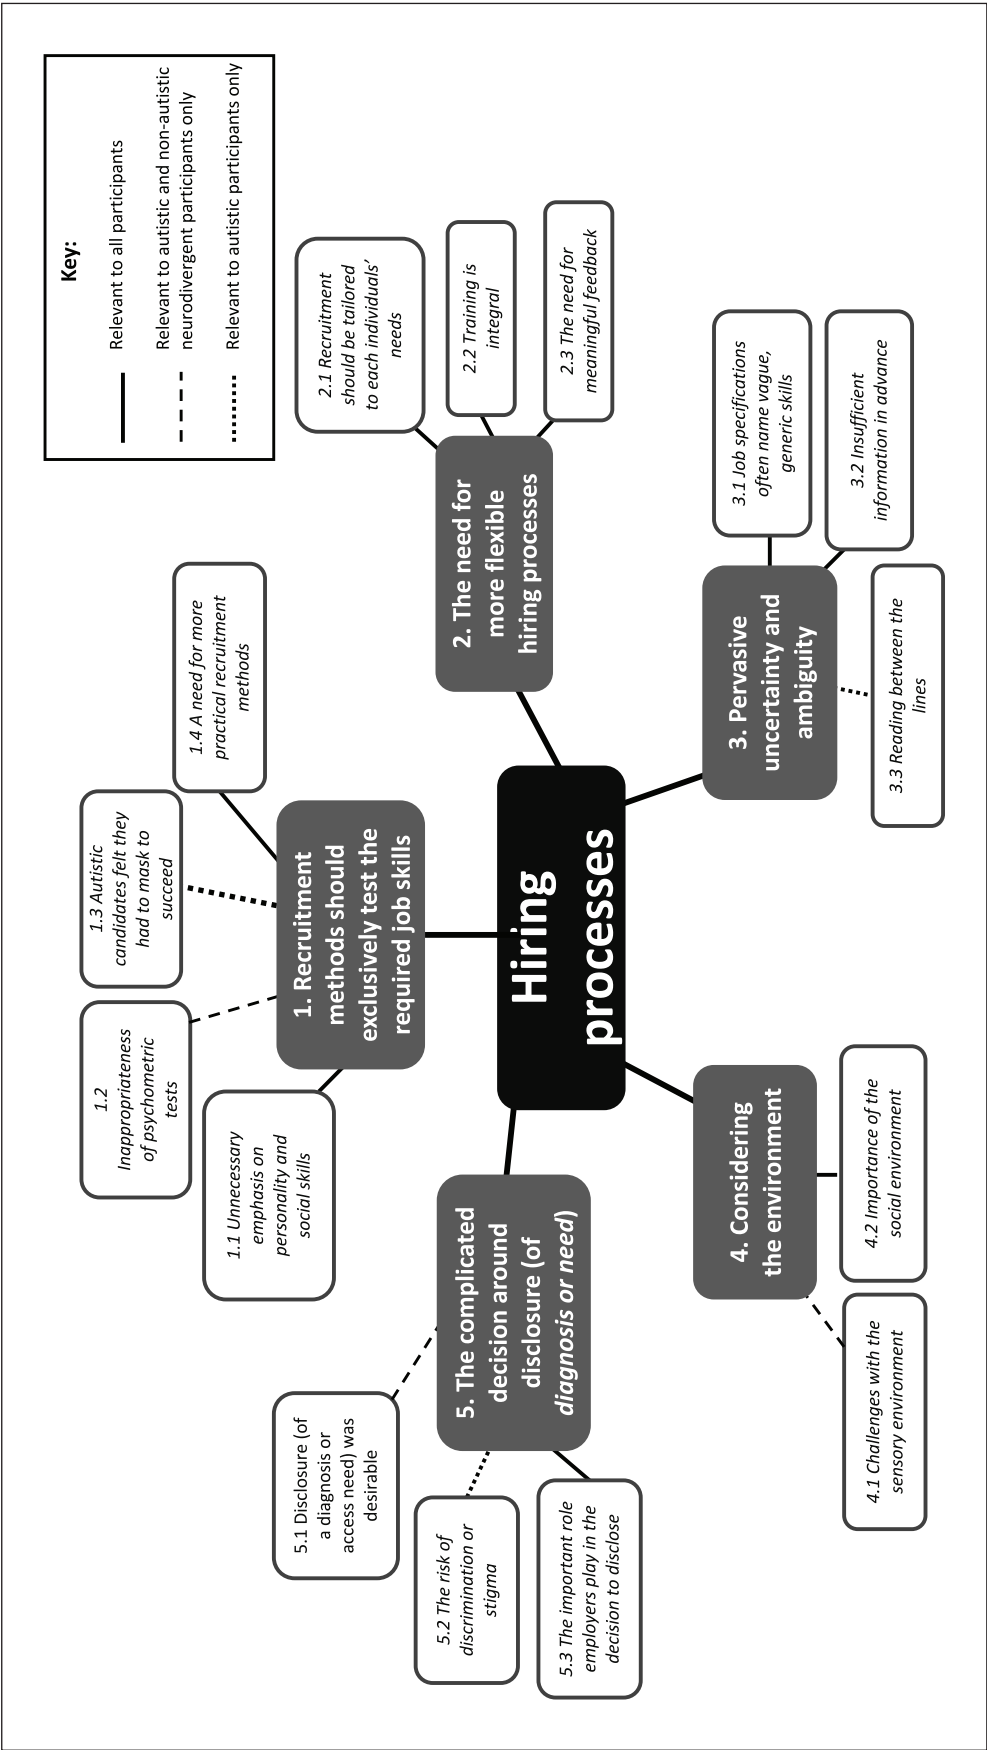 Key:
Relevant to all participants
Relevant to autistic and non-autistic
neurodivergent participants only
Relevant to autistic participants only
Hiring
processes
1. Recruitment
methods should
exclusively test the
required job skills
1.1 Unnecessary
emphasis on
personality and
social skills
1.2
Inappropriateness
of psychometric
tests
1.3 Autistic
candidates felt they
had to mask to
succeed
1.4 A need for more
practical recruitment
methods
2. The need for
more flexible
hiring processes
2.1 Recruitment
should be tailored
to each individuals’
needs
2.2 Training is
integral
2.3 The need for
meaningful feedback
3. Pervasive
uncertainty and
ambiguity
3.1 Job specifications
often name vague,
generic skills
3.2 Insufficient
information in advance
3.3 Reading between the
lines
4. Considering
the environment
4.1 Challenges with the
sensory environment
4.2 Importance of the
social environment
5. The complicated
decision around
disclosure (of
diagnosis or need)
5.1 Disclosure (of
a diagnosis or
access need) was
desirable
5.2 The risk of
discrimination or
stigma
5.3 The important role
employers play in the
decision to disclose